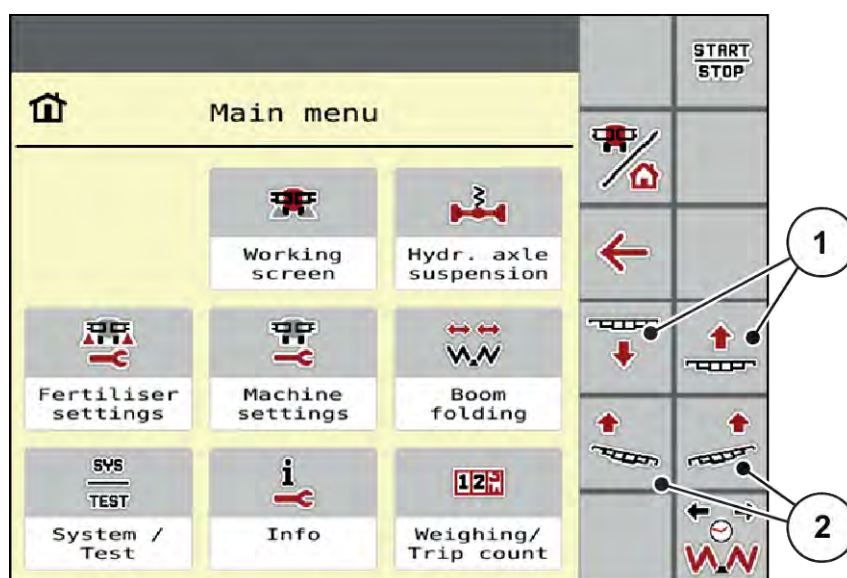 START
STOP
Main menu
Working
screen
Hydr. axle
suspension
1
Fertiliser
settings
Machine
settings
Boom
folding
SYS
TEST
System /
Test
i
Info
12
Weighing/
Trip count
2